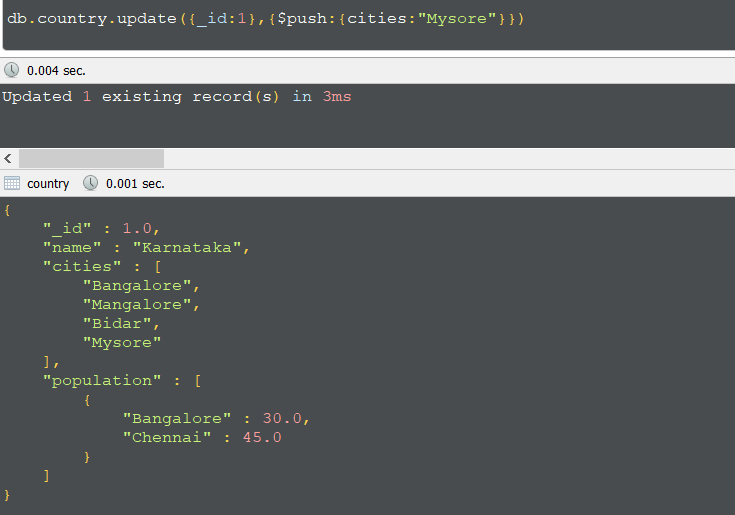 db.country.update({_id:1},{$push:{cities:"Mysore"}})
0.004 sec.
Updated 1 existing record(s) in 3ms
country 0.001 sec.
{
"_id" : 1.0,
"name" : "Karnataka",
"cities" : [
"Bangalore",
"Mangalore",
"Bidar",
"Mysore"
],
"population" : [
{
"Bangalore" : 30.0,
"Chennai" : 45.0
}
]
}